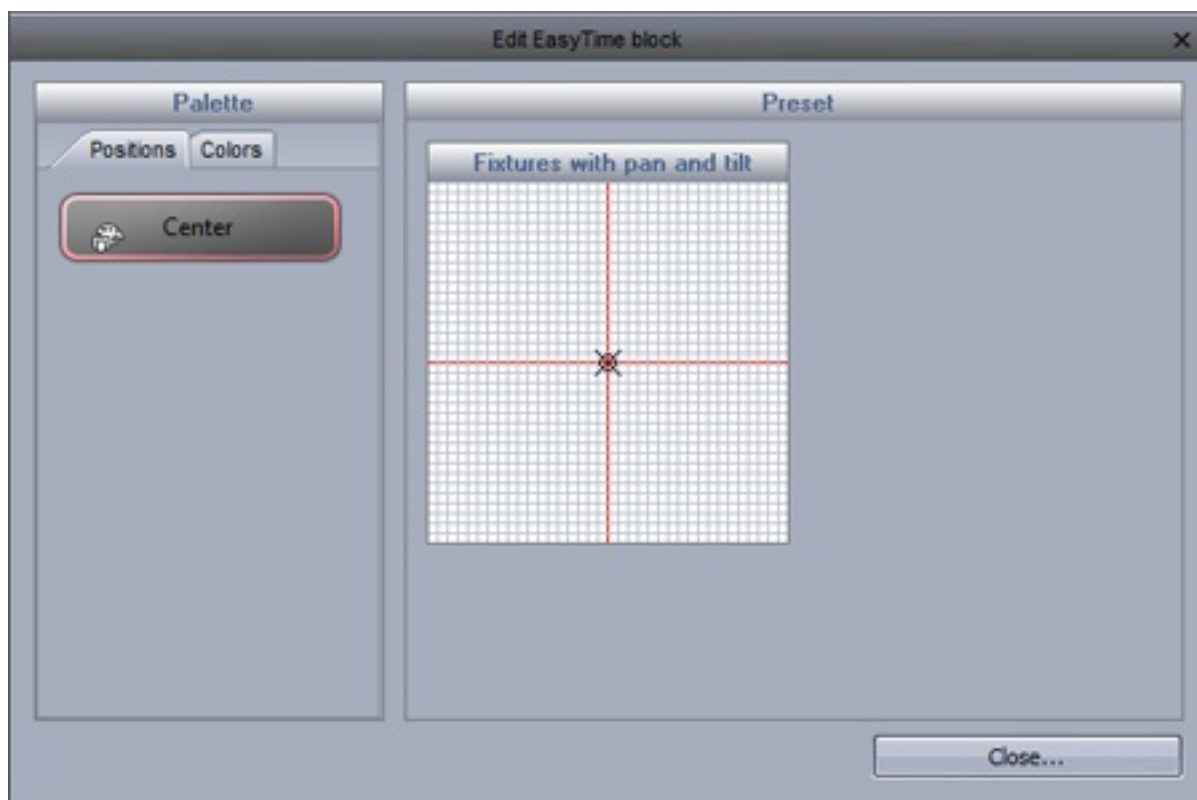 Edit EasyTime block
Palette
Positions Colors
Center
Preset
Fixtures with pan and tilt
Close...